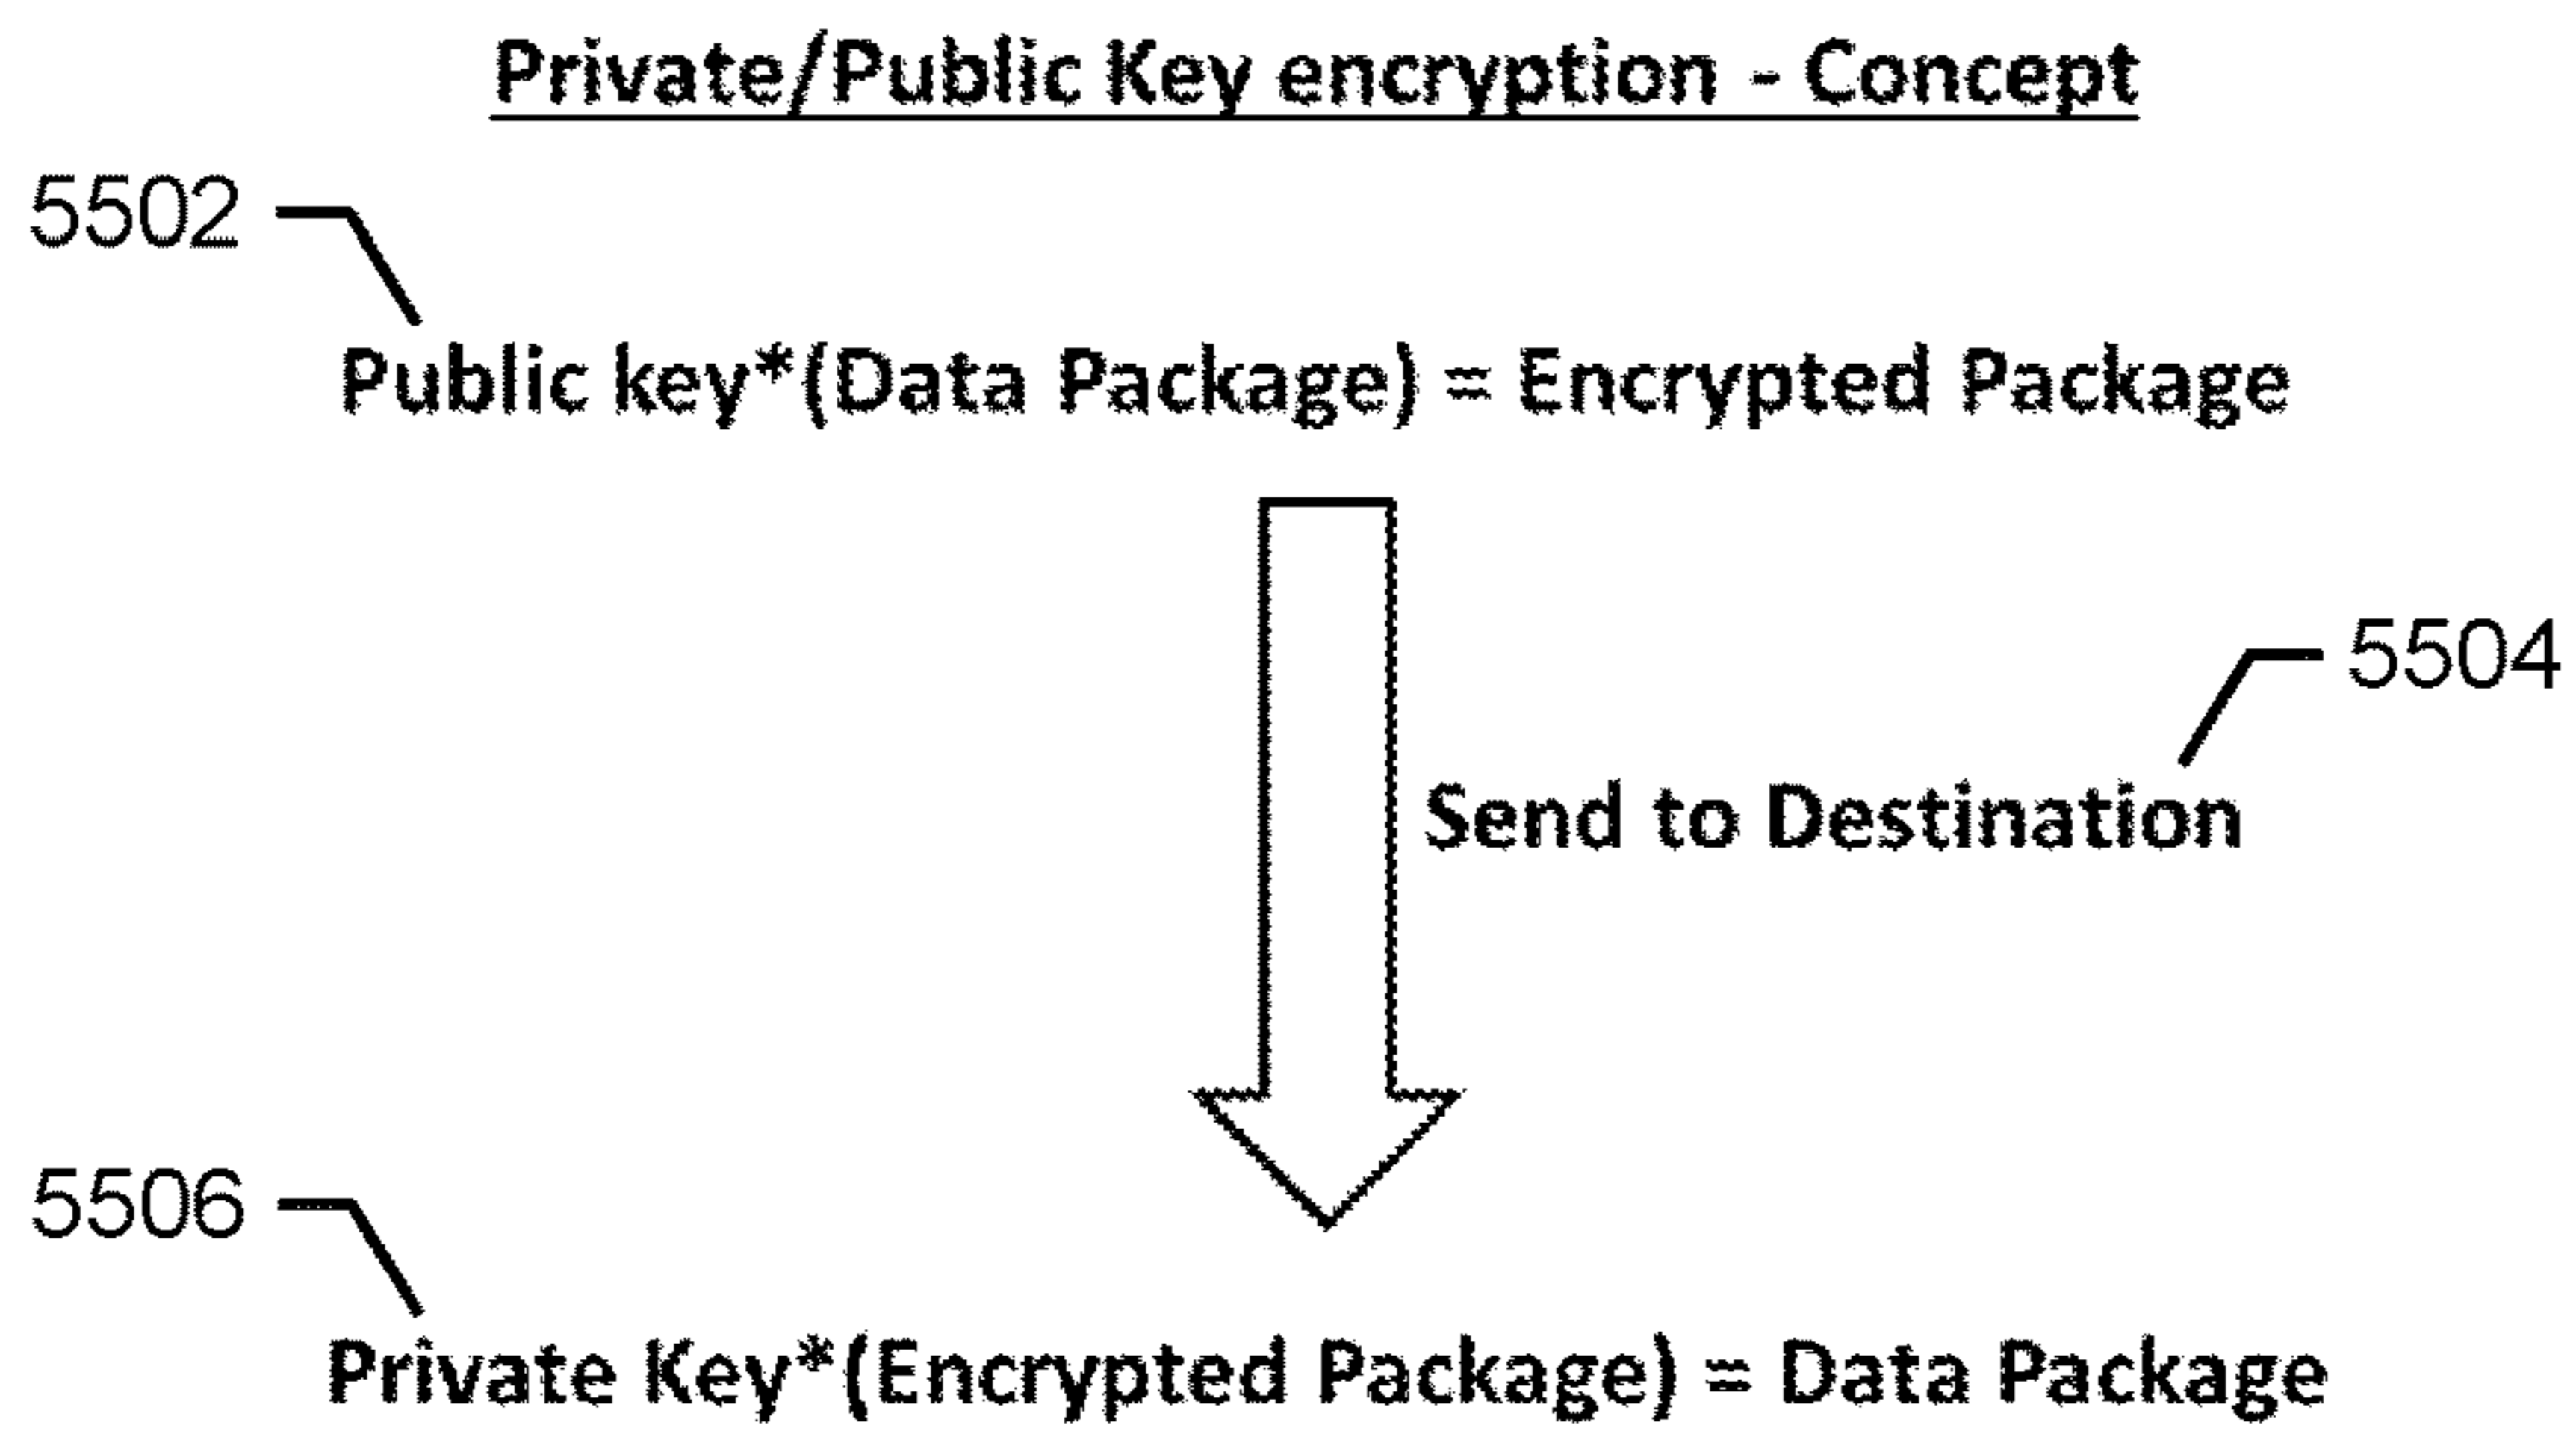 Private/Public Key encryption - Concept
5502
Public key*(Data Package) = Encrypted Package
5504
Send to Destination
5506
Private Key*(Encrypted Package) = Data Package